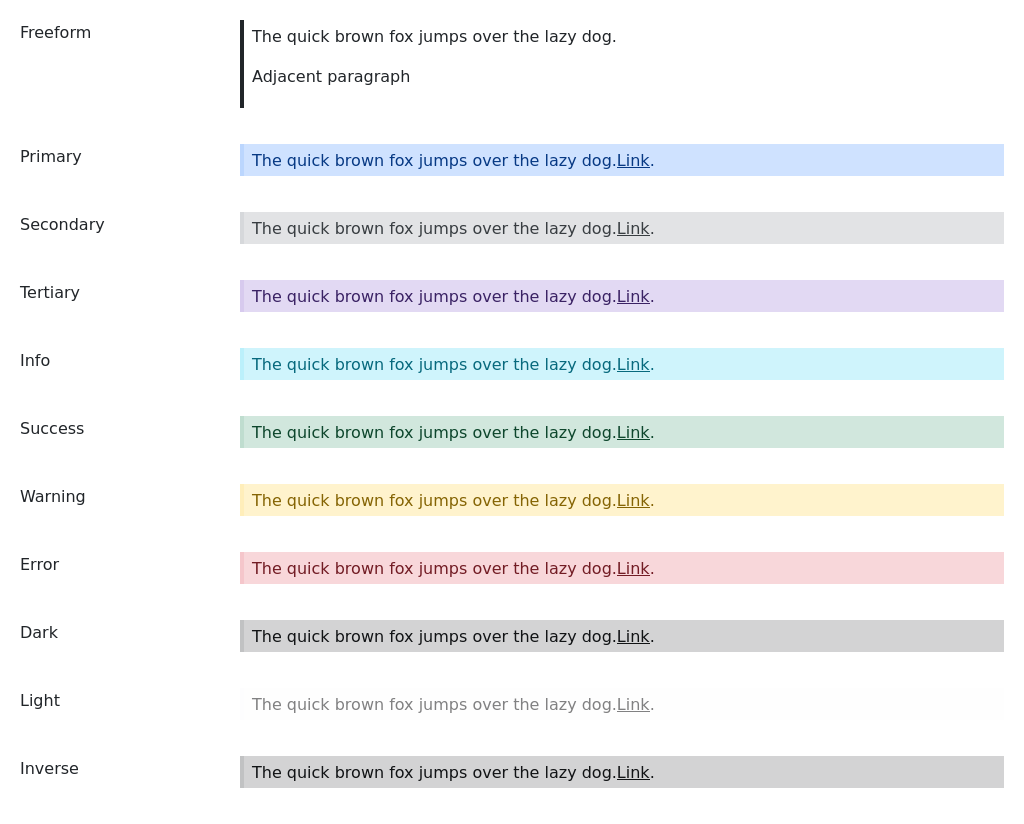 Freeform
The quick brown fox jumps over the lazy dog.
Adjacent paragraph
Primary
The quick brown fox jumps over the lazy dog.Link.
Secondary
The quick brown fox jumps over the lazy dog.Link.
Tertiary
The quick brown fox jumps over the lazy dog.Link.
Info
The quick brown fox jumps over the lazy dog.Link.
Success
The quick brown fox jumps over the lazy dog.Link.
Warning
The quick brown fox jumps over the lazy dog.Link.
Error
The quick brown fox jumps over the lazy dog.Link.
Dark
The quick brown fox jumps over the lazy dog.Link.
Light
The quick brown fox jumps over the lazy dog.Link.
Inverse
The quick brown fox jumps over the lazy dog.Link.